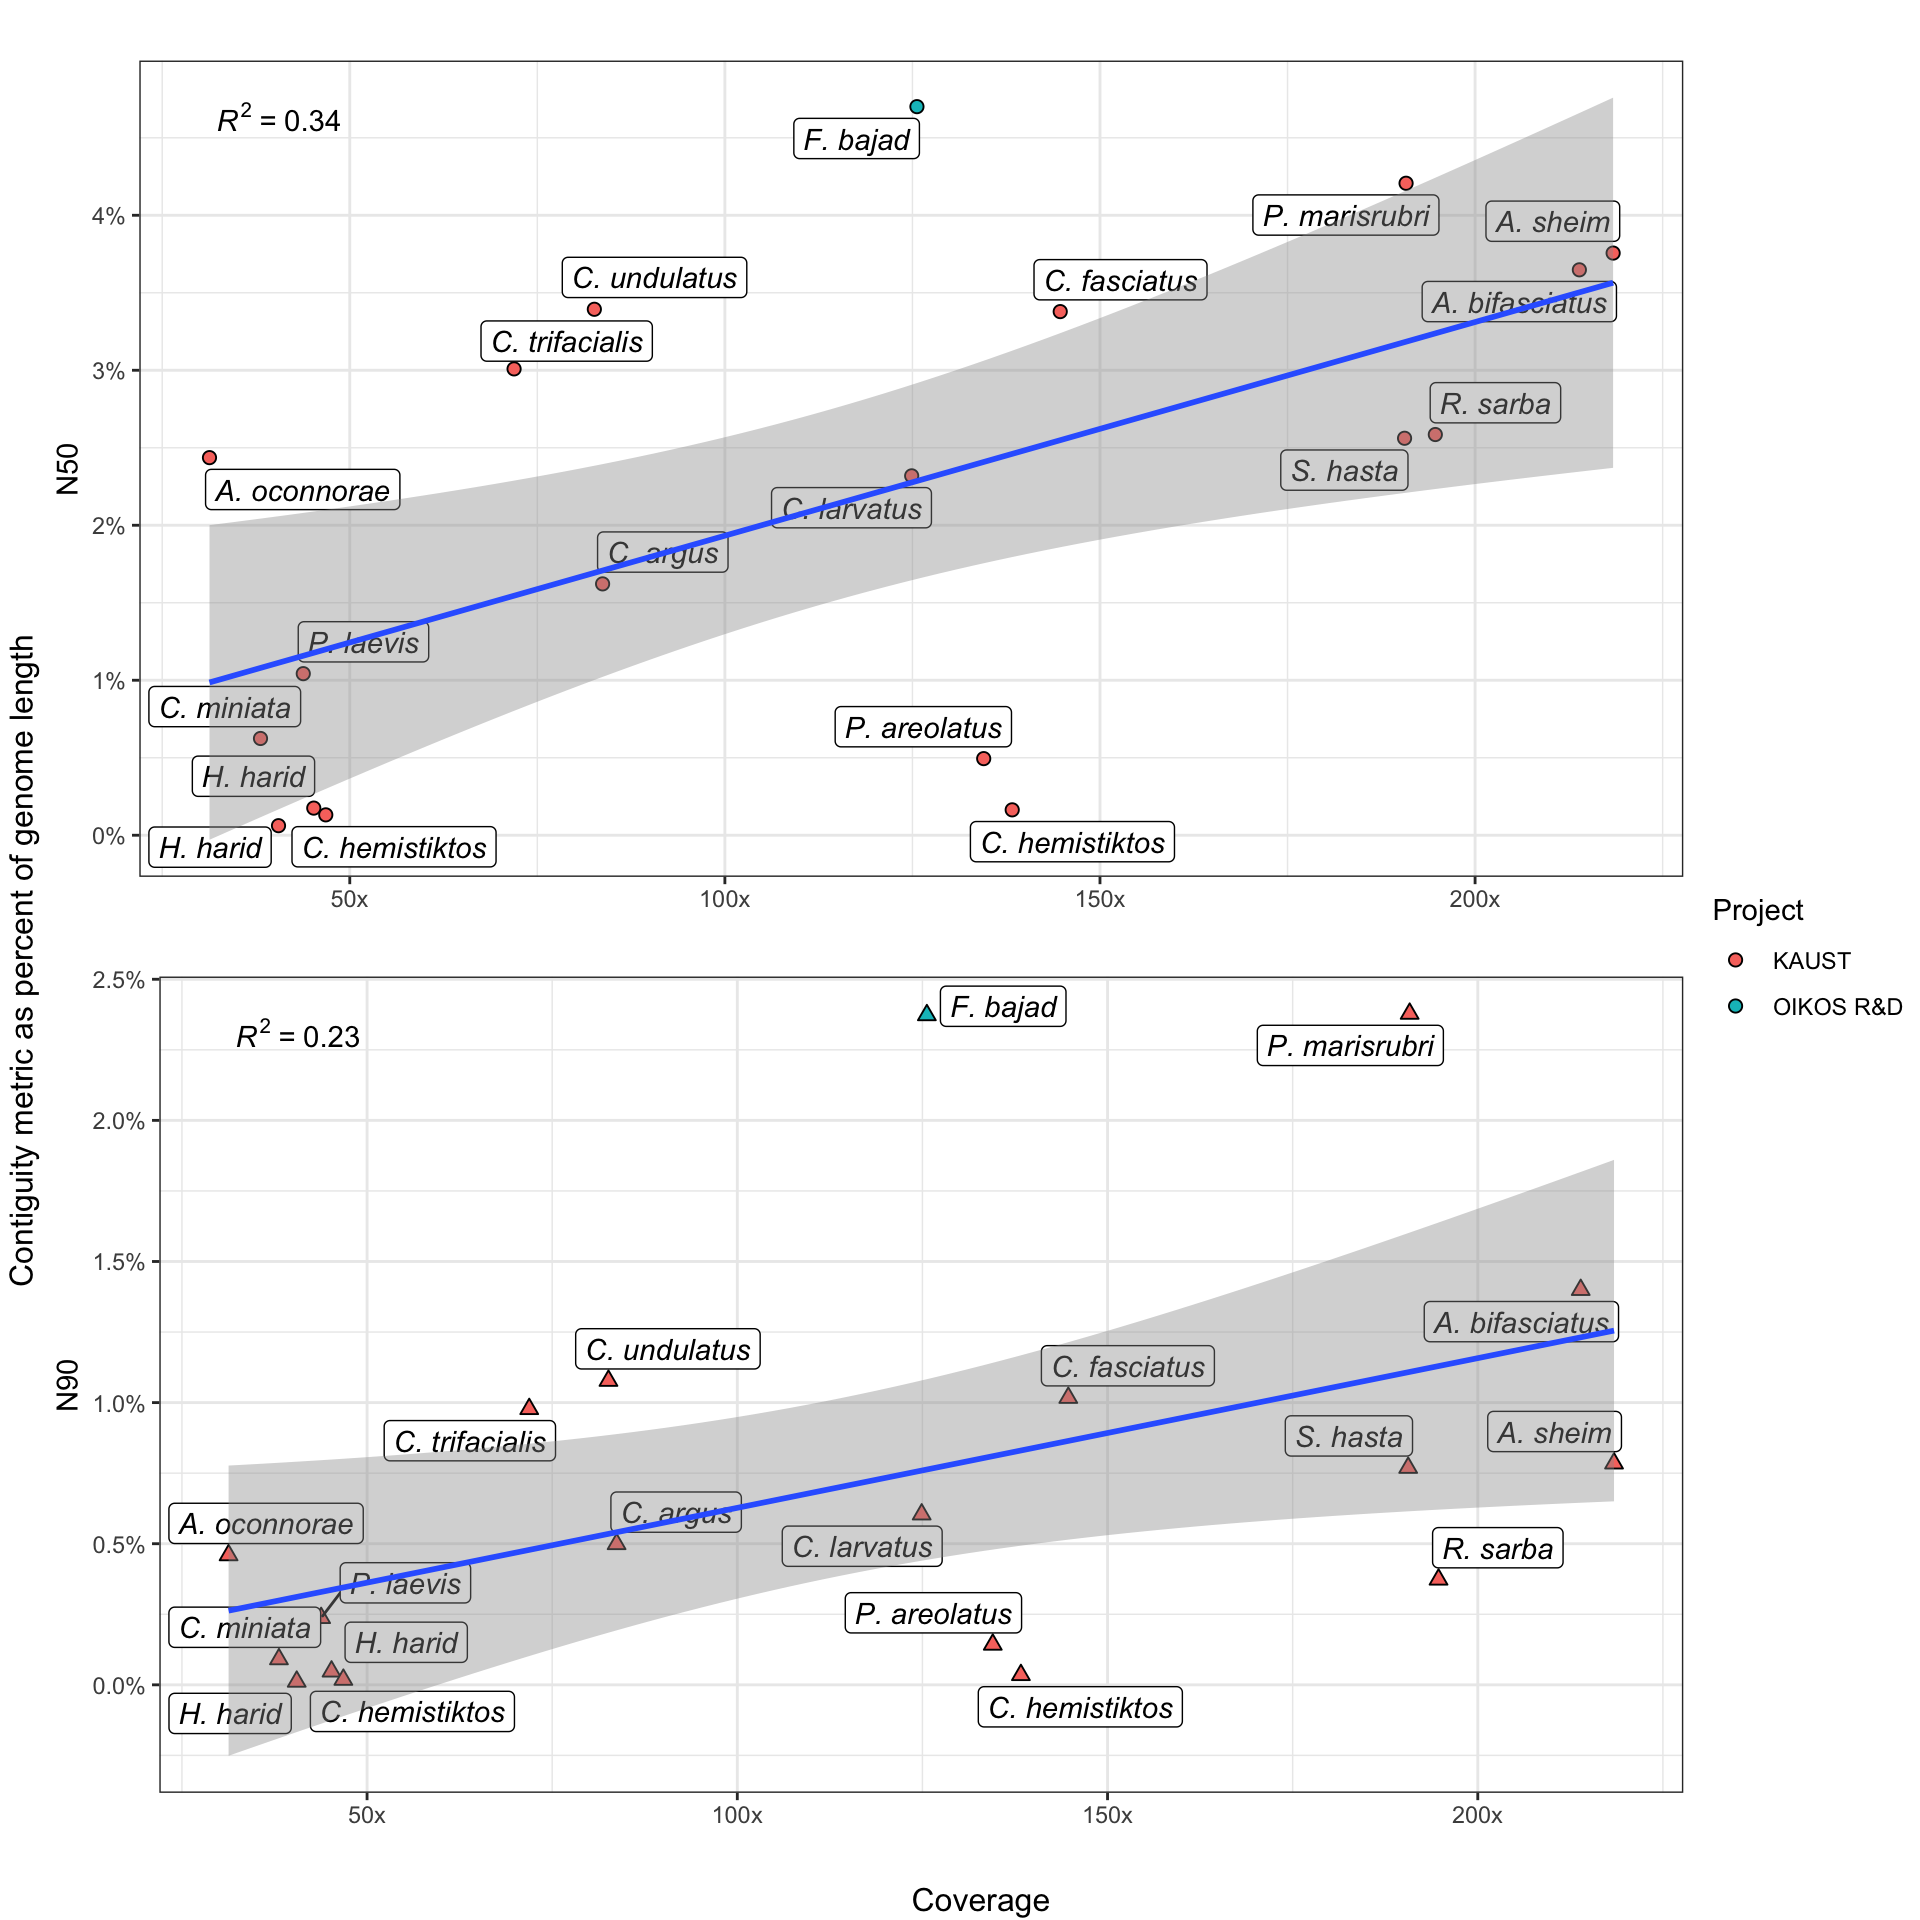 R² = 0.34
F. bajad
P. marisrubri
A. sheim
C. undulatus
C. fasciatus
A. bifasciatus
C. trifacialis
R. sarba
S. hasta
A. oconnorae
C. larvatus
C. argus
P. laevis
C. miniata
P. areolatus
H. harid
H. harid
C. hemistiktos
C. hemistiktos
4%
3%
2%
1%
0%
N50
50x
100x
150x
200x
Contiguity metric as percent of genome length
Project
KAUST
OIKOS R&D
R² = 0.23
F. bajad
P. marisrubri
A. bifasciatus
C. undulatus
C. fasciatus
C. trifacialis
S. hasta
A. sheim
A. oconnorae
C. argus
C. larvatus
R. sarba
P. laevis
C. miniata
P. areolatus
H. harid
H. harid
C. hemistiktos
C. hemistiktos
2.5%
2.0%
1.5%
1.0%
0.5%
0.0%
N90
50x
100x
150x
200x
Coverage